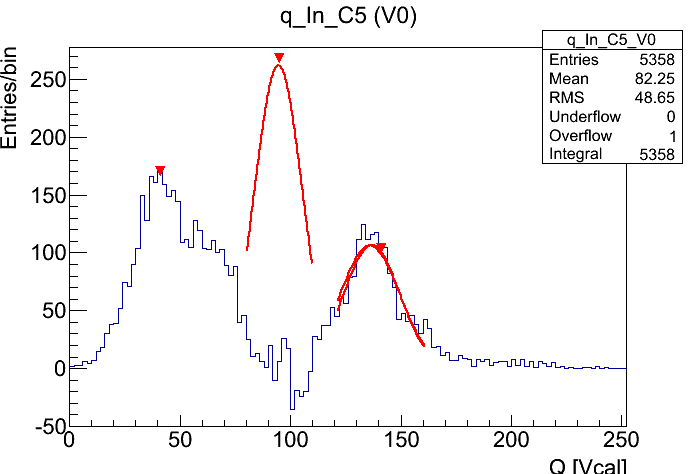 q_In_C5 (V0)
q_In_C5_V0
Entries 5358
Mean 82.25
RMS 48.65
Underflow 0
Overflow 1
Integral 5358
Entries/bin
250
200
150
100
50
0
-50
0 50 100 150 200 250
Q [Vcal]